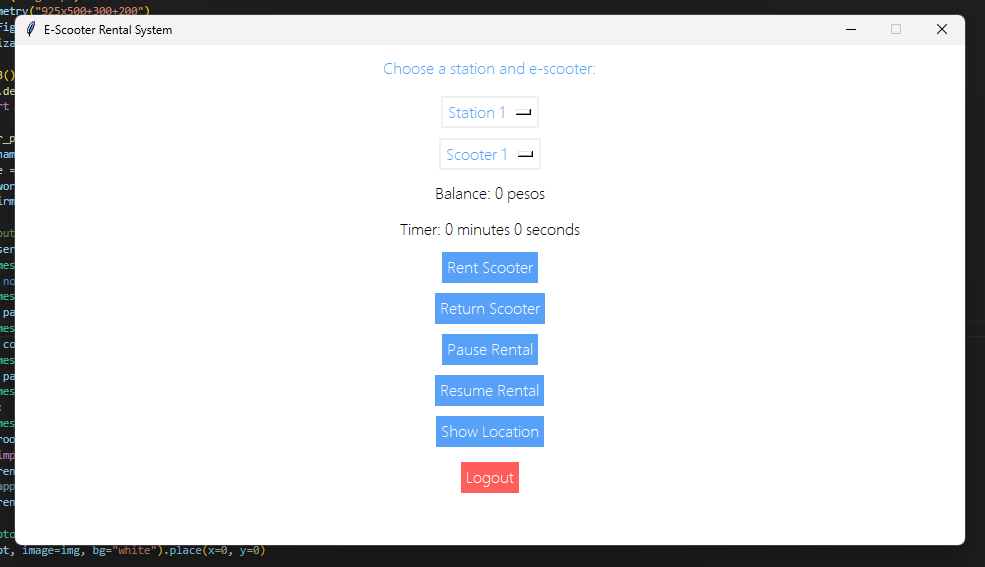 metry("925x500+300+200")
E-Scooter Rental System
Choose a station and e-scooter:
Station 1
Scooter 1
Balance: 0 pesos
Timer: 0 minutes 0 seconds
Rent Scooter
Return Scooter
Pause Rental
Resume Rental
Show Location
Logout
ot, image=img, bg="white").place(x=0, y=0)